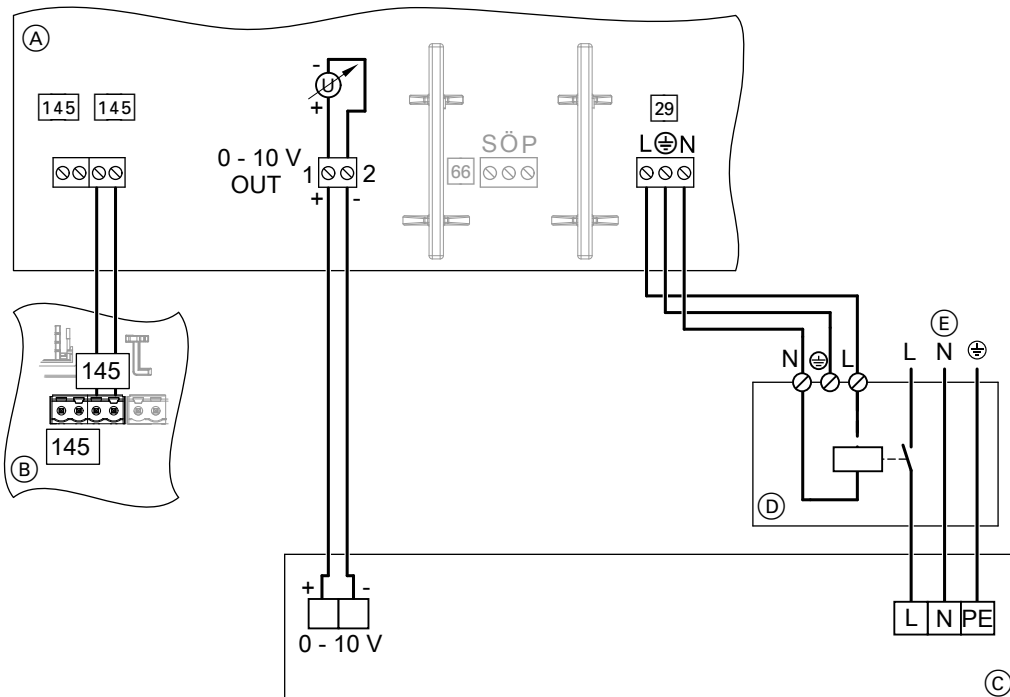 A
145 145
-
U
+
0 - 10 V
OUT
1 2
+ -
66
SÖP
29
L N
145
145
B
E
N L
L N
D
+ -
0 - 10 V
L N PE
C